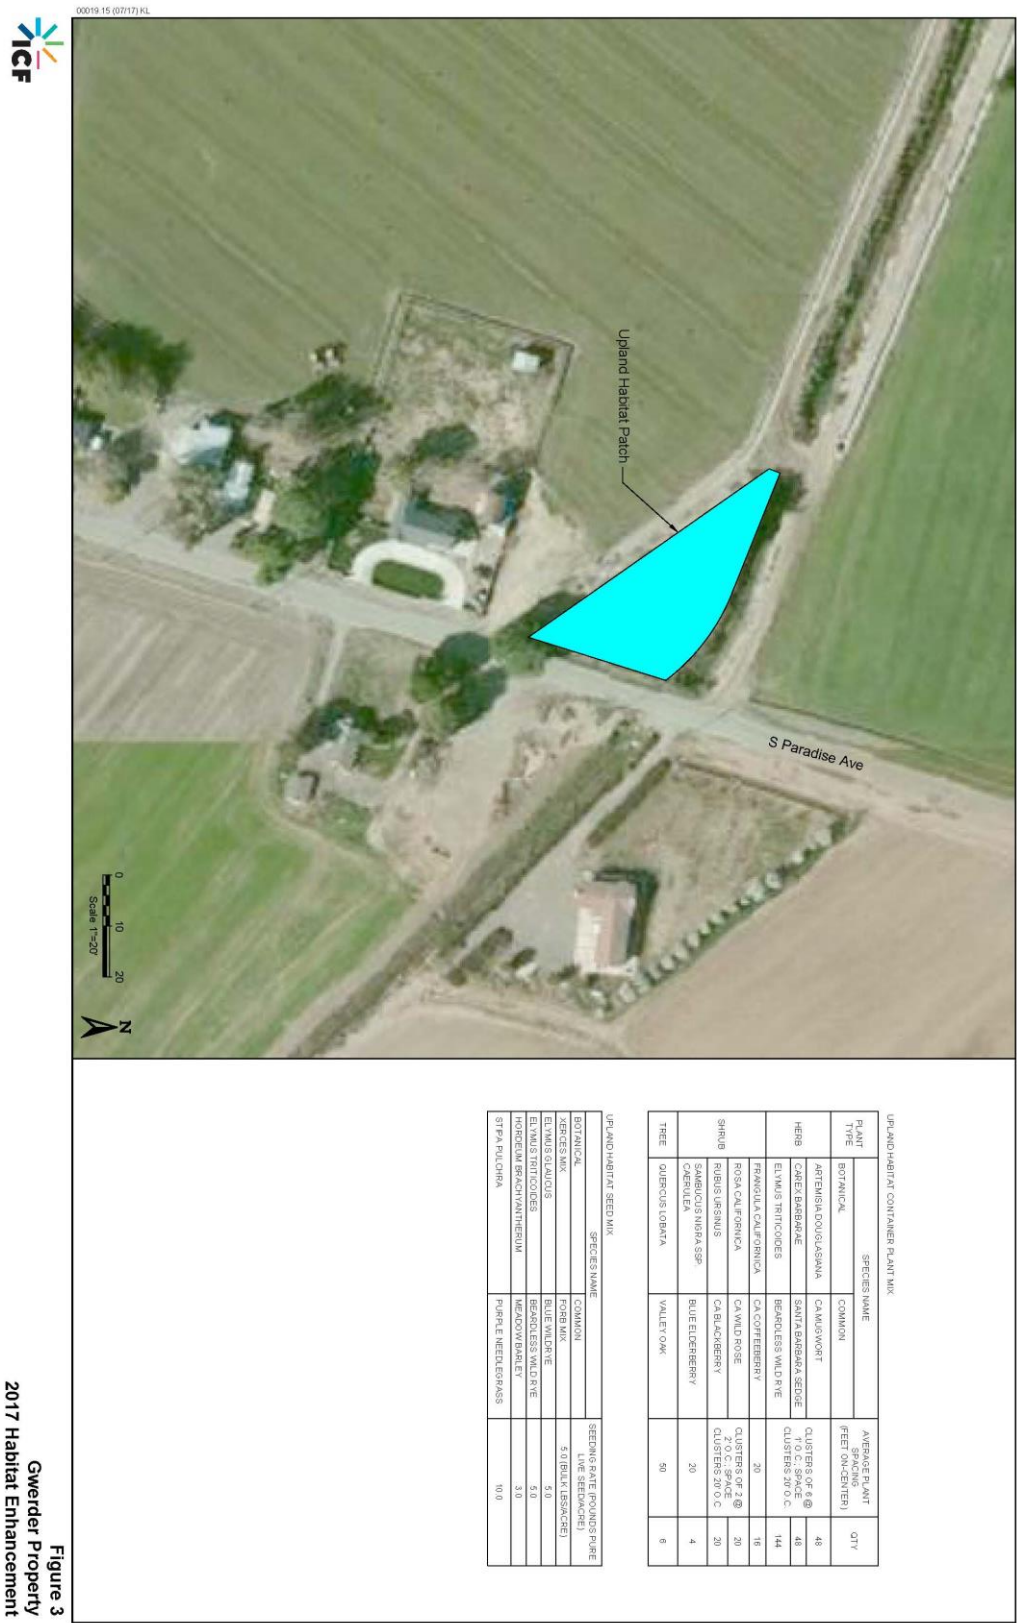 00019.15 (07/17) KL
ICF
Upland Habitat Patch
S Paradise Ave
0 10 20
Scale 1"=20'
N
UPLAND HABITAT CONTAINER PLANT MIX
PLANT TYPE SPECIES NAME AVERAGE PLANT SPACING (FEET ON-CENTER) QTY
BOTANICAL COMMON
HERB ARTEMISIA DOUGLASIANA CA MUGWORT CLUSTERS OF 6 @ 1' O.C., SPACE CLUSTERS 20' O.C. 48
CAREX BARBARAE SANTA BARBARA SEDGE 48
ELYMUS TRITICOIDES BEARDLESS WILD RYE 144
SHRUB FRANGULA CALIFORNICA CA COFFEEBERRY 20 16
ROSA CALIFORNICA CA WILD ROSE CLUSTERS OF 2 @ 2' O.C., SPACE CLUSTERS 20' O.C. 20
RUBUS URSINUS CA BLACKBERRY 20
SAMBUCUS NIGRA SSP. CAERULEA BLUE ELDERBERRY 20 4
TREE QUERCUS LOBATA VALLEY OAK 50 6
UPLAND HABITAT SEED MIX
SPECIES NAME SEEDING RATE (POUNDS PURE LIVE SEED/ACRE)
BOTANICAL COMMON
XERCES MIX FORB MIX 5.0 (BULK LBS/ACRE)
ELYMUS GLAUCUS BLUE WILDRYE 5.0
ELYMUS TRITICOIDES BEARDLESS WILD RYE 5.0
HORDEUM BRACHYANTHERUM MEADOW BARLEY 3.0
STIPA PULCHRA PURPLE NEEDLEGRASS 10.0
Figure 3
Gwerder Property
2017 Habitat Enhancement